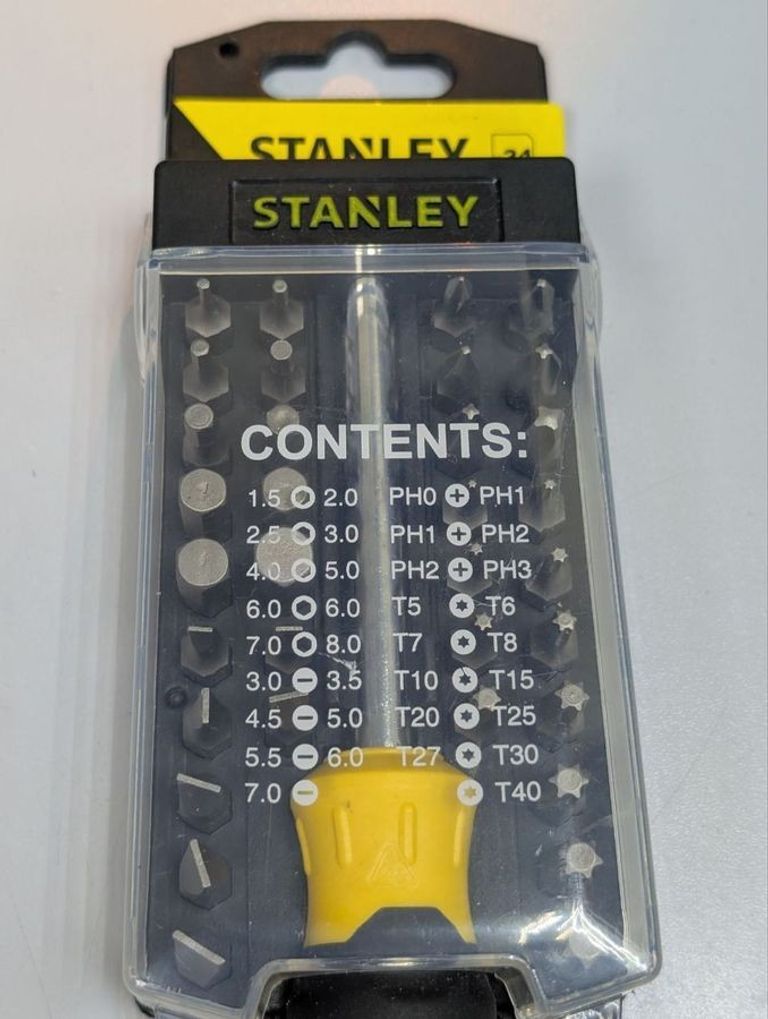 STANLEY
34
STANLEY
CONTENTS:
1.5 2.0 PH0 PH1
2.5 3.0 PH1 PH2
4.0 5.0 PH2 PH3
6.0 6.0 T5 T6
7.0 8.0 T7 T8
3.0 3.5 T10 T15
4.5 5.0 T20 T25
5.5 6.0 T27 T30
7.0 T40